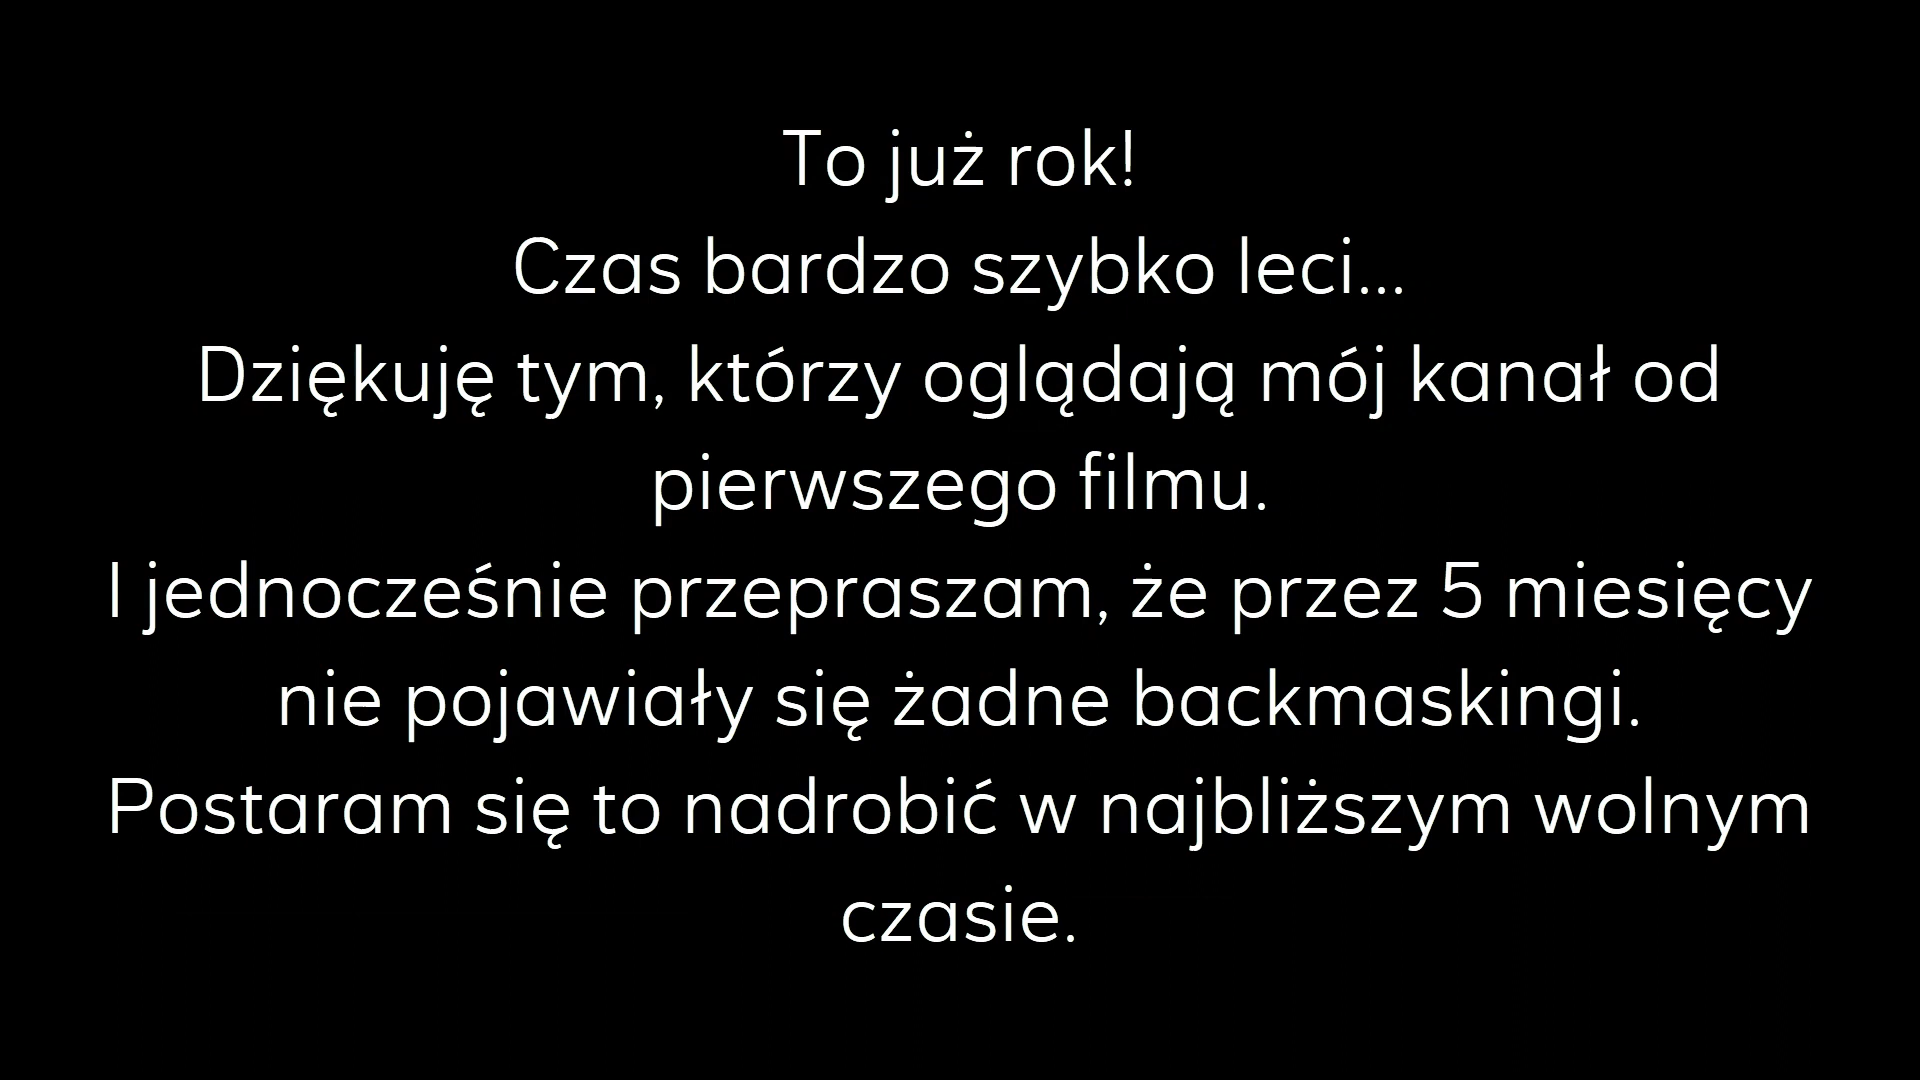 To już rok!
Czas bardzo szybko leci...
Dziękuję tym, którzy oglądają mój kanał od
pierwszego filmu.
I jednocześnie przepraszam, że przez 5 miesięcy
nie pojawiały się żadne backmaskingi.
Postaram się to nadrobić w najbliższym wolnym
czasie.